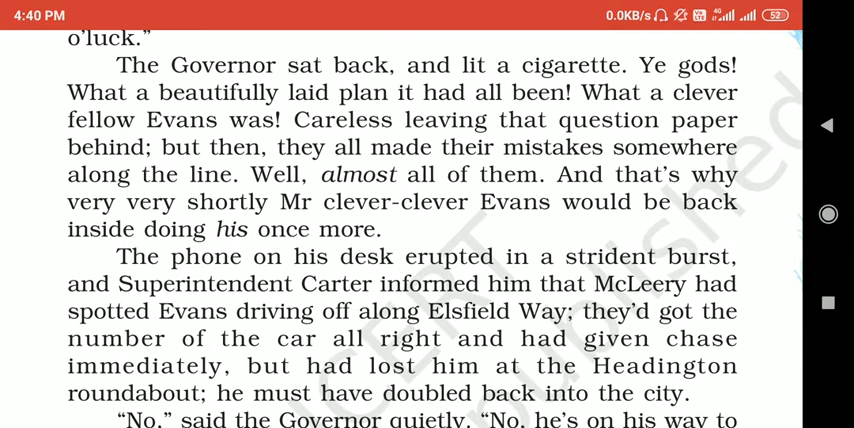 4:40 PM 0.0KB/s 4G 52
o'luck."
The Governor sat back, and lit a cigarette. Ye gods!
What a beautifully laid plan it had all been! What a clever
fellow Evans was! Careless leaving that question paper
behind; but then, they all made their mistakes somewhere
along the line. Well, almost all of them. And that's why
very very shortly Mr clever-clever Evans would be back
inside doing his once more.
The phone on his desk erupted in a strident burst,
and Superintendent Carter informed him that McLeery had
spotted Evans driving off along Elsfield Way; they'd got the
number of the car all right and had given chase
immediately, but had lost him at the Headington
roundabout; he must have doubled back into the city.
"No," said the Governor quietly. "No, he's on his way to